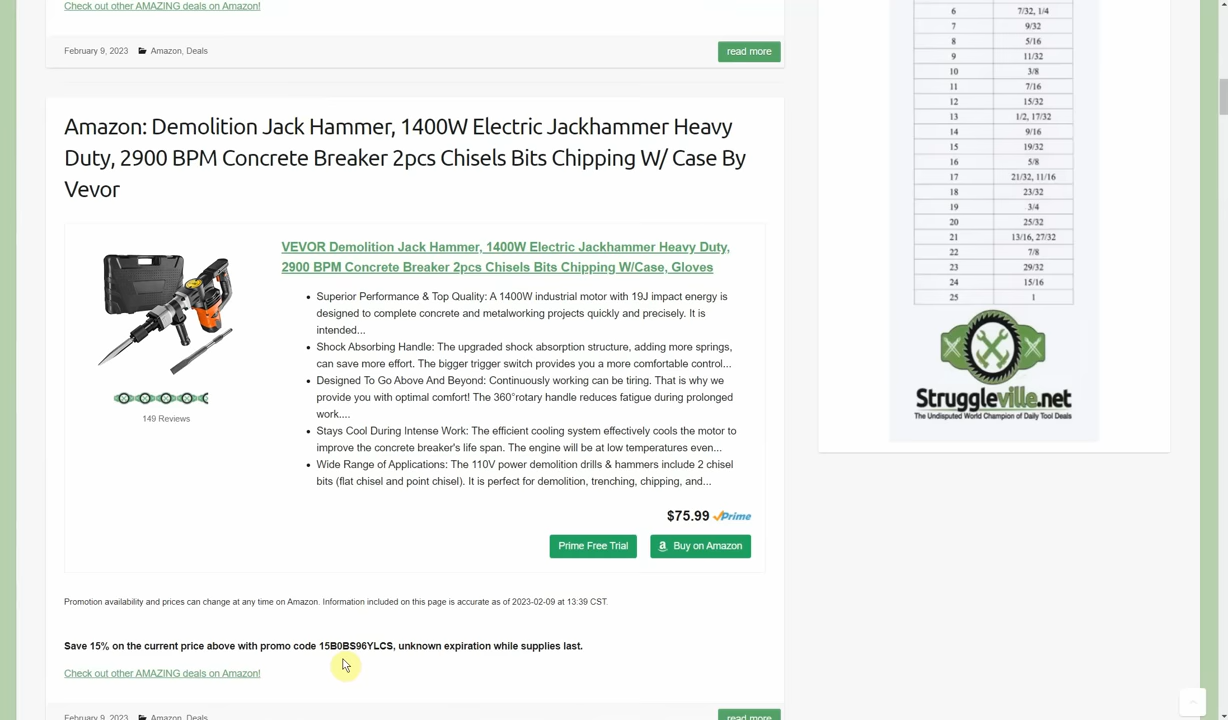 Check out other AMAZING deals on Amazon!
February 9, 2023 Amazon, Deals
read more
Amazon: Demolition Jack Hammer, 1400W Electric Jackhammer Heavy
Duty, 2900 BPM Concrete Breaker 2pcs Chisels Bits Chipping W/ Case By
Vevor
VEVOR Demolition Jack Hammer, 1400W Electric Jackhammer Heavy Duty,
2900 BPM Concrete Breaker 2pcs Chisels Bits Chipping W/Case, Gloves
149 Reviews
• Superior Performance & Top Quality: A 1400W industrial motor with 19J impact energy is
designed to complete concrete and metalworking projects quickly and precisely. It is
intended...
• Shock Absorbing Handle: The upgraded shock absorption structure, adding more springs,
can save more effort. The bigger trigger switch provides you a more comfortable control...
• Designed To Go Above And Beyond: Continuously working can be tiring. That is why we
provide you with optimal comfort! The 360°rotary handle reduces fatigue during prolonged
work....
• Stays Cool During Intense Work: The efficient cooling system effectively cools the motor to
improve the concrete breaker's life span. The engine will be at low temperatures even...
• Wide Range of Applications: The 110V power demolition drills & hammers include 2 chisel
bits (flat chisel and point chisel). It is perfect for demolition, trenching, chipping, and...
$75.99 Prime
Prime Free Trial
Buy on Amazon
Promotion availability and prices can change at any time on Amazon. Information included on this page is accurate as of 2023-02-09 at 13:39 CST.
Save 15% on the current price above with promo code 15B0BS96YLCS, unknown expiration while supplies last.
Check out other AMAZING deals on Amazon!
February 9, 2023 Amazon, Deals
read more
6 7/32, 1/4
7 9/32
8 5/16
9 11/32
10 3/8
11 7/16
12 15/32
13 1/2, 17/32
14 9/16
15 19/32
16 5/8
17 21/32, 11/16
18 23/32
19 3/4
20 25/32
21 13/16, 27/32
22 7/8
23 29/32
24 15/16
25 1
Struggleville.net
The Undisputed World Champion of Daily Tool Deals